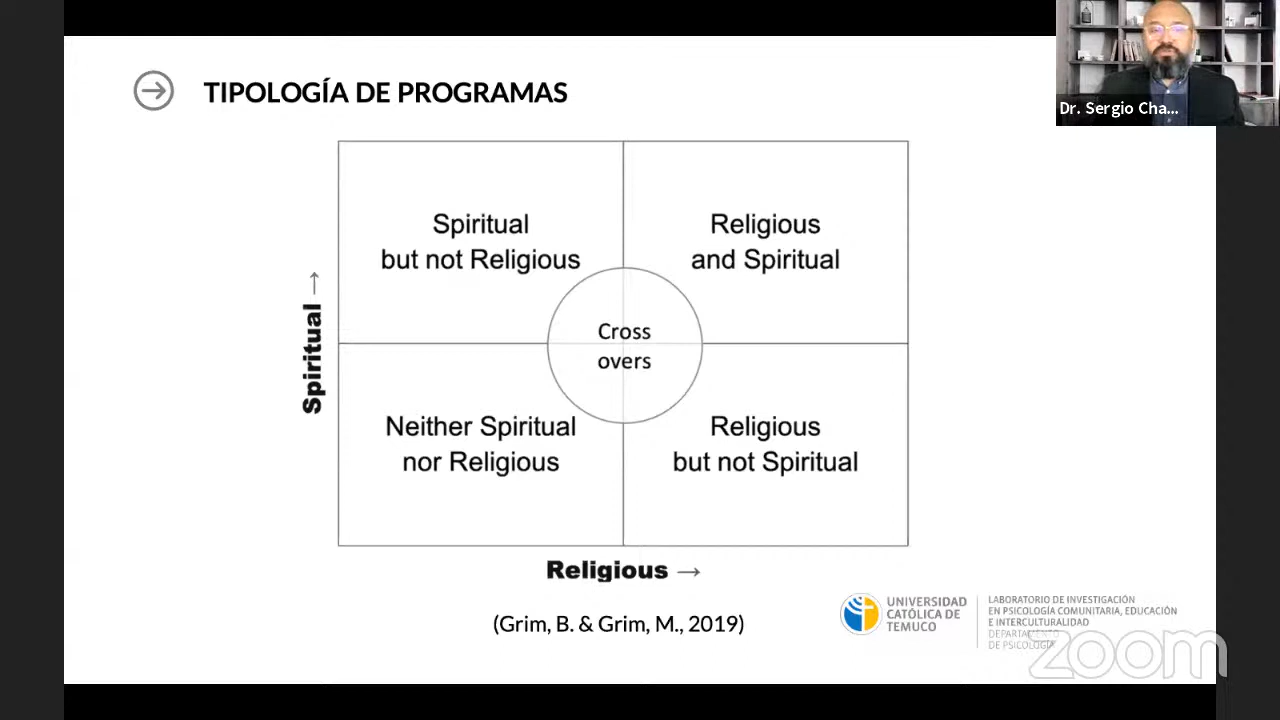 Dr. Sergio Cha...
TIPOLOGÍA DE PROGRAMAS
Spiritual
but not Religious
Religious
and Spiritual
Cross
overs
Neither Spiritual
nor Religious
Religious
but not Spiritual
Spiritual →
Religious →
(Grim, B. & Grim, M., 2019)
UNIVERSIDAD
CATÓLICA DE
TEMUCO
LABORATORIO DE INVESTIGACIÓN
EN PSICOLOGÍA COMUNITARIA, EDUCACIÓN
E INTERCULTURALIDAD
DEPARTAMENTO
DE PSICOLOGÍA
zoom